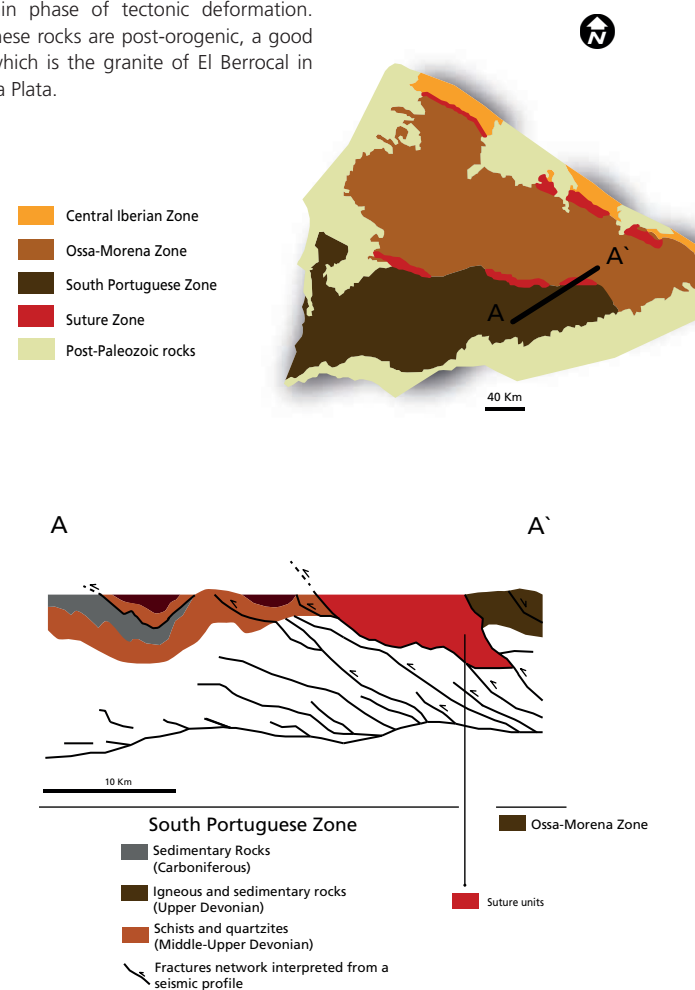 in phase of tectonic deformation.
hese rocks are post-orogenic, a good
which is the granite of El Berrocal in
a Plata.
N
Central Iberian Zone
Ossa-Morena Zone
South Portuguese Zone
Suture Zone
Post-Paleozoic rocks
A`
A
40 Km
A
A`
10 Km
South Portuguese Zone
Ossa-Morena Zone
Sedimentary Rocks
(Carboniferous)
Igneous and sedimentary rocks
(Upper Devonian)
Suture units
Schists and quartzites
(Middle-Upper Devonian)
Fractures network interpreted from a
seismic profile